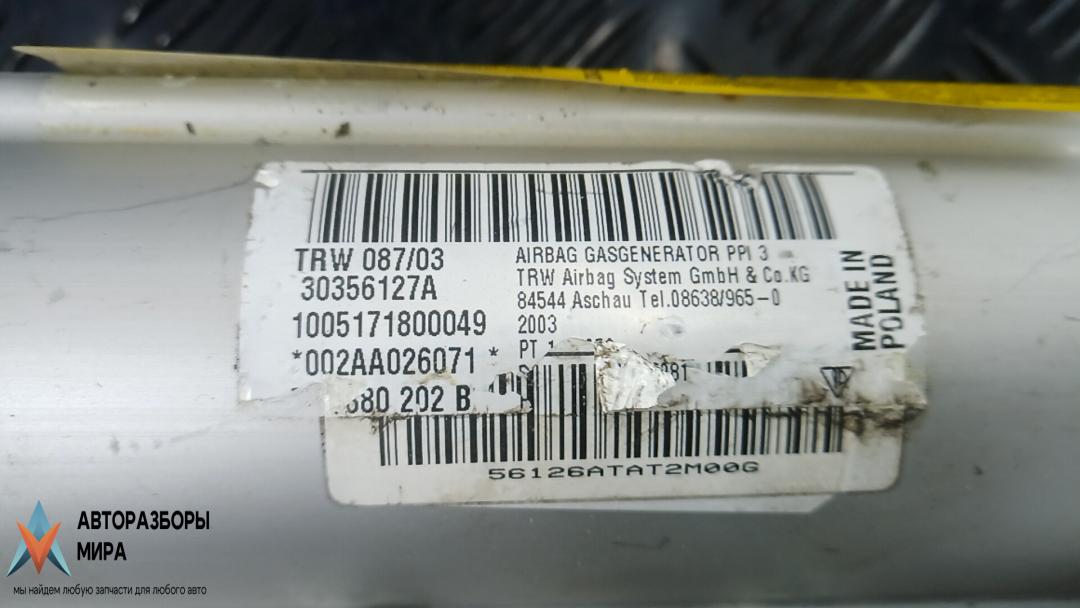 TRW 087/03
30356127A
1005171800049
*002AA026071 *
680 202 B
AIRBAG GASGENERATOR PPI 3
TRW Airbag System GmbH & Co.KG
84544 Aschau Tel.08638/965-0
2003
PT
MADE IN
POLAND
56126ATAT2M00G
АВТОРАЗБОРЫ
МИРА
мы найдем любую запчасти для любого авто